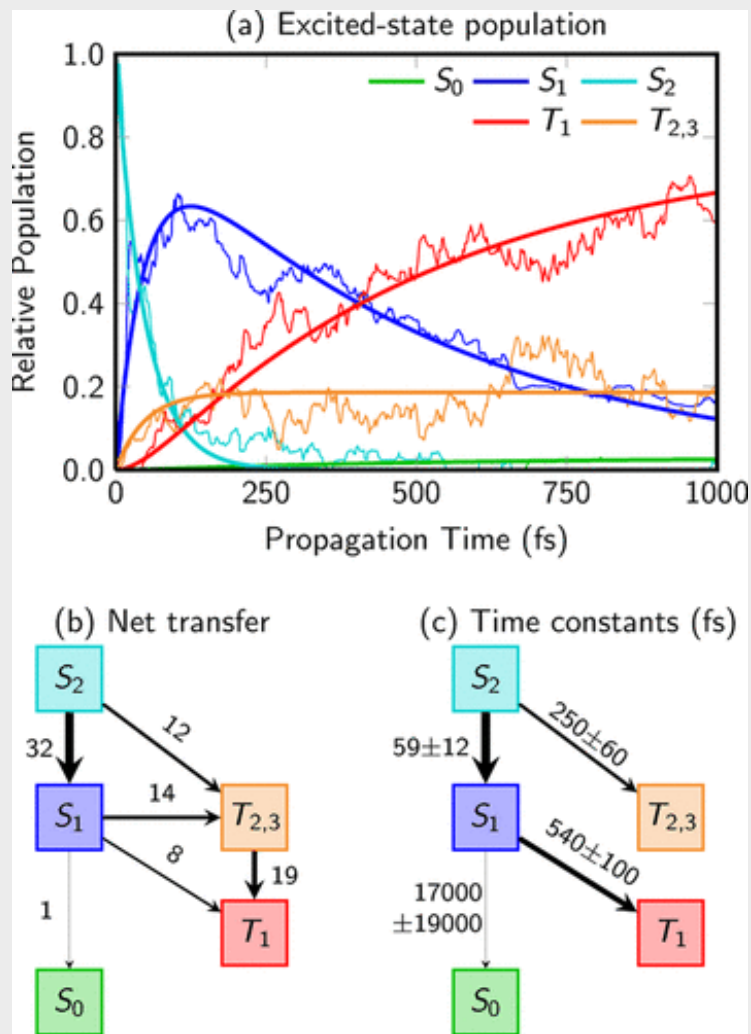 (a) Excited-state population
1.0
0.8
0.6
0.4
0.2
0.0
Relative Population
S₀ S₁ S₂
T₁ T₂,₃
0 250 500 750 1000
Propagation Time (fs)
(b) Net transfer
S₂
12
32
S₁
14
T₂,₃
8
19
1
T₁
S₀
(c) Time constants (fs)
S₂
250±60
59±12
S₁
T₂,₃
540±100
17000
±19000
T₁
S₀